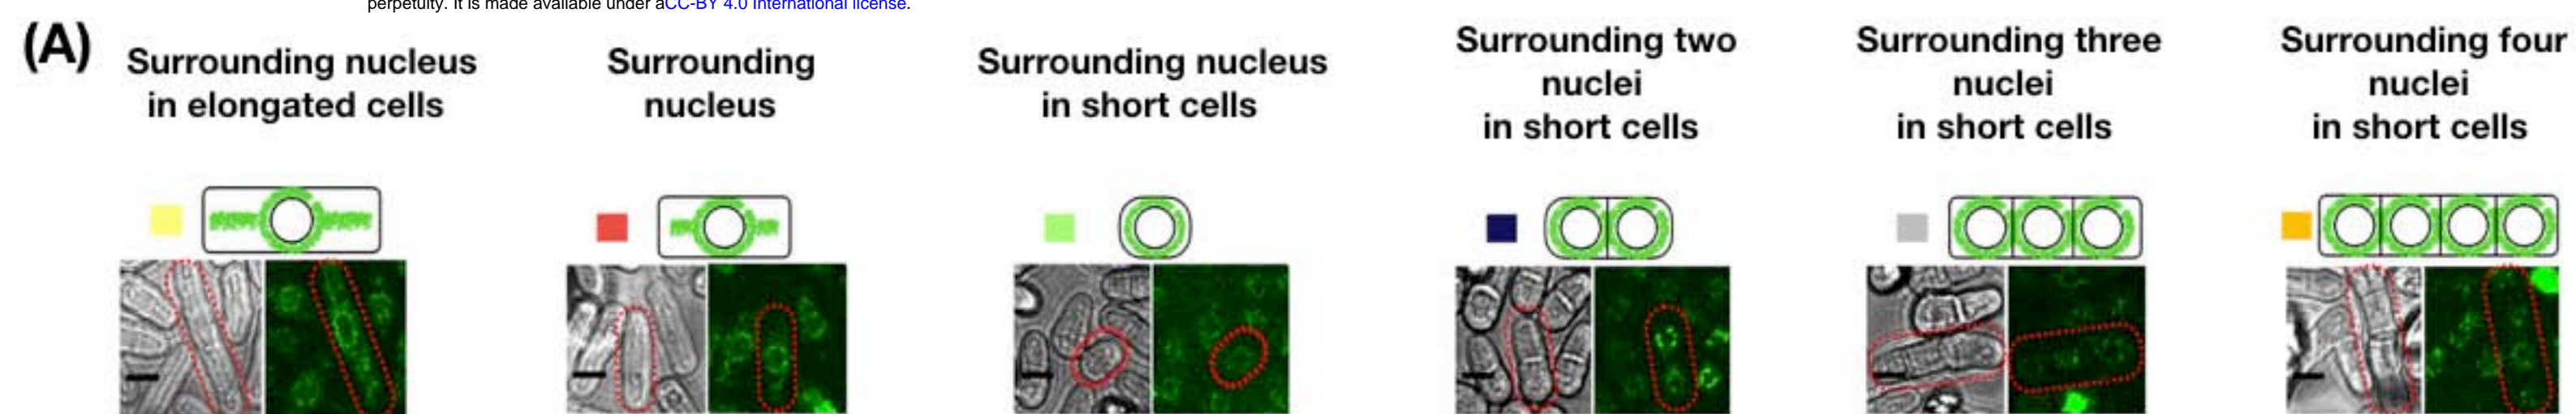 perpetuity. It is made available under aCC-BY 4.0 International license.
(A)
Surrounding nucleus
in elongated cells
Surrounding
nucleus
Surrounding nucleus
in short cells
Surrounding two
nuclei
in short cells
Surrounding three
nuclei
in short cells
Surrounding four
nuclei
in short cells